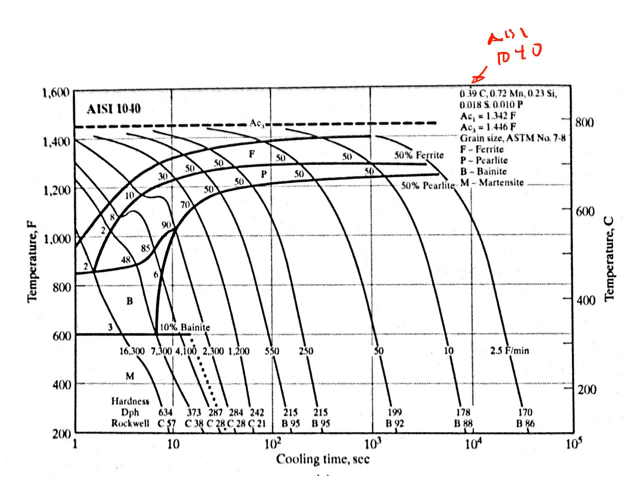 AISI
1040
1,600
AISI 1040
Ac₃
0.39 C, 0.72 Mn, 0.23 Si,
0.018 S. 0.010 P
Ac₁ = 1.342 F
Ac₃ = 1.446 F
Grain size, ASTM No. 7-8
F – Ferrite
P – Pearlite
B – Bainite
M – Martensite
800
1,400
F
50% Ferrite
50 50 50 50 50
10 30 50 50
P
50 50 50 50
50% Pearlite
1,200
70
600
8
2
90
1,000
85
48
2
6
800
400
B
3
10% Bainite
600
16,300 7,300 4,100 2,300 1,200 550 250 50 10 2.5 F/min
M
400
200
Hardness
Dph 634 373 287 284 242 215 215 199 178 170
Rockwell C 57 C 38 C 28 C 28 C 21 B 95 B 95 B 92 B 88 B 86
200
1 10 10² 10³ 10⁴ 10⁵
Cooling time, sec
Temperature, F
Temperature, C